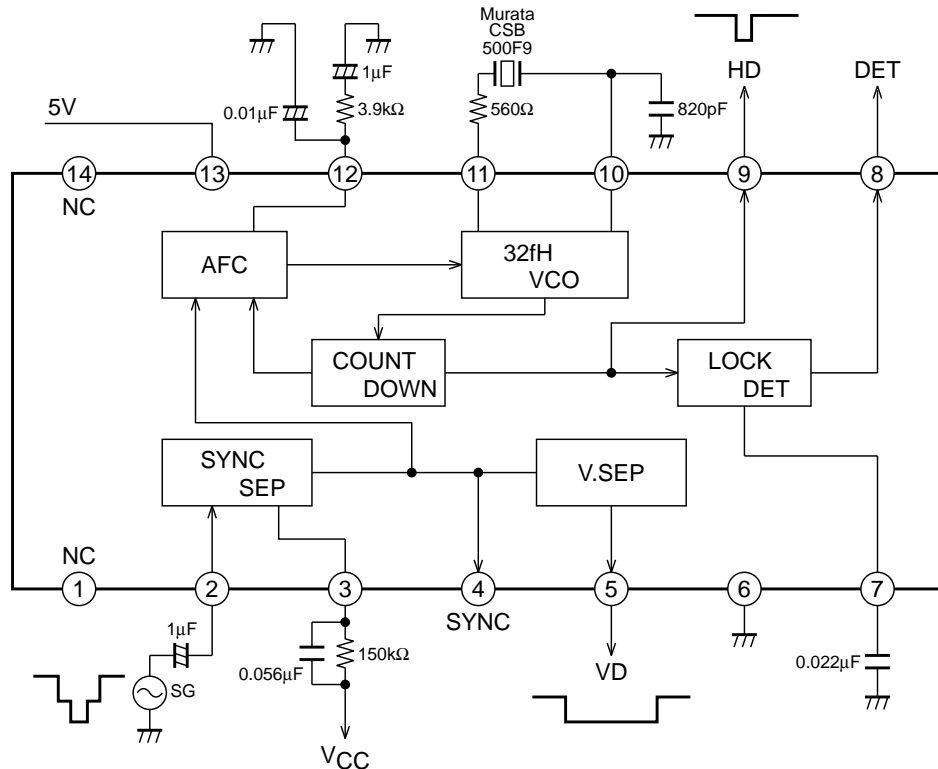 Murata
CSB
500F9
HD
DET
1µF
5V
0.01µF
3.9kΩ
560Ω
820pF
14
13
12
11
10
9
8
NC
AFC
32fH
VCO
COUNT
DOWN
LOCK
DET
SYNC
SEP
V.SEP
NC
1
2
3
4
5
6
7
SYNC
1µF
SG
0.056µF
150kΩ
VCC
VD
0.022µF